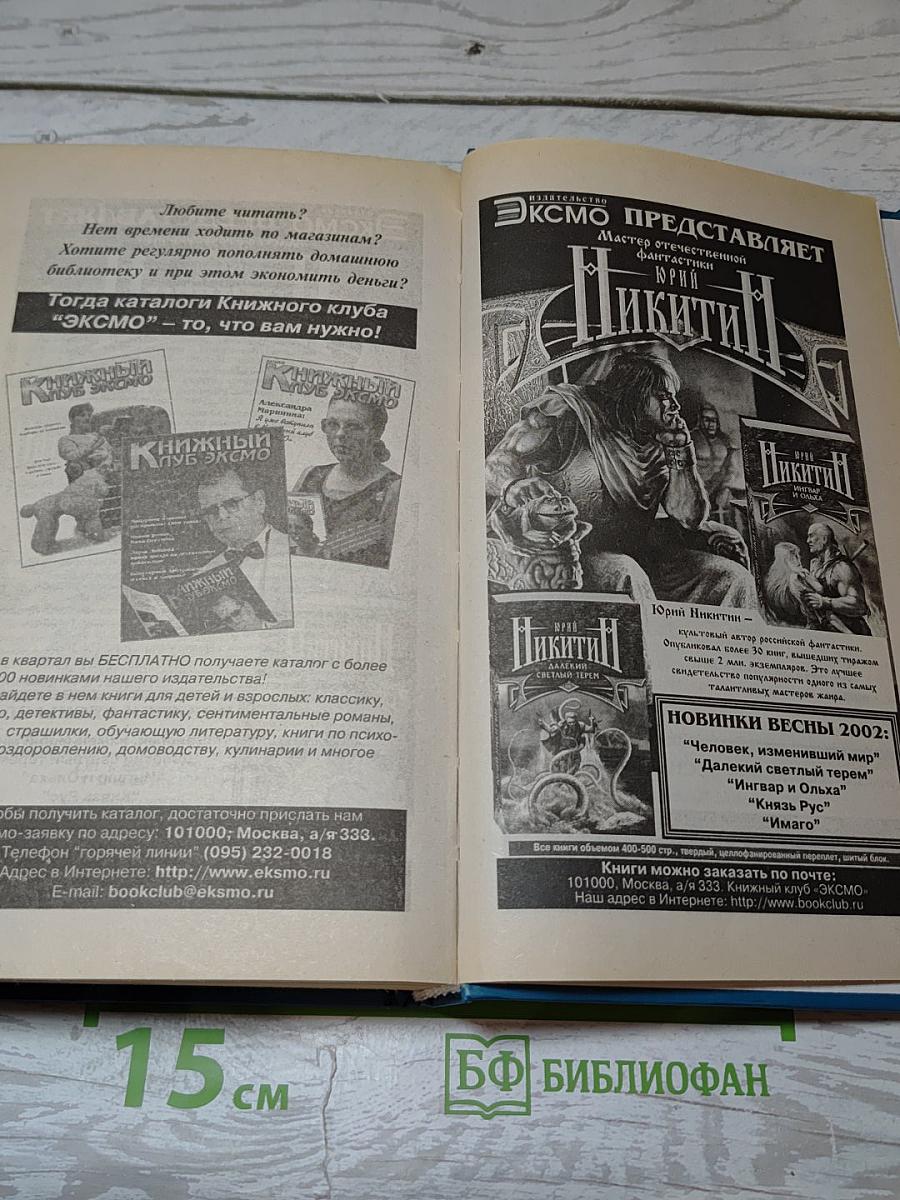 Любите читать?
Нет времени ходить по магазинам?
Хотите регулярно пополнять домашнюю
библиотеку и при этом экономить деньги?
Тогда каталоги Книжного клуба
"ЭКСМО" – то, что вам нужно!
Книжный
клуб эксмо
Книжный
клуб эксмо
Александра
Маринина:
Книжный
клуб эксмо
в квартал вы БЕСПЛАТНО получаете каталог с более
00 новинками нашего издательства!
айдете в нем книги для детей и взрослых: классику,
о, детективы, фантастику, сентиментальные романы,
страшилки, обучающую литературу, книги по психо-
оздоровлению, домоводству, кулинарии и многое
обы получить каталог, достаточно прислать нам
мо-заявку по адресу: 101000, Москва, а/я 333.
Телефон "горячей линии" (095) 232-0018
Адрес в Интернете: http://www.eksmo.ru
E-mail: bookclub@eksmo.ru
издательство
Эксмо ПРЕДСТАВЛЯЕТ
Мастер отечественной
фантастики
ЮРИЙ
НИКИТИН
ЮРИЙ
НИКИТИН
ИНГВАР
И ОЛЬХА
ЮРИЙ
НИКИТИН
ДАЛЕКИЙ
СВЕТЛЫЙ ТЕРЕМ
Юрий Никитин –
культовый автор российской фантастики.
Опубликовал более 30 книг, вышедших тиражом
свыше 2 млн. экземпляров. Это лучшее
свидетельство популярности одного из самых
талантливых мастеров жанра.
НОВИНКИ ВЕСНЫ 2002:
"Человек, изменивший мир"
"Далекий светлый терем"
"Ингвар и Ольха"
"Князь Рус"
"Имаго"
Все книги объемом 400-500 стр., твердый, целлофанированный переплет, шитый блок.
Книги можно заказать по почте:
101000, Москва, а/я 333. Книжный клуб «ЭКСМО»
Наш адрес в Интернете: http://www.bookclub.ru
15 см
БФ БИБЛИОФАН